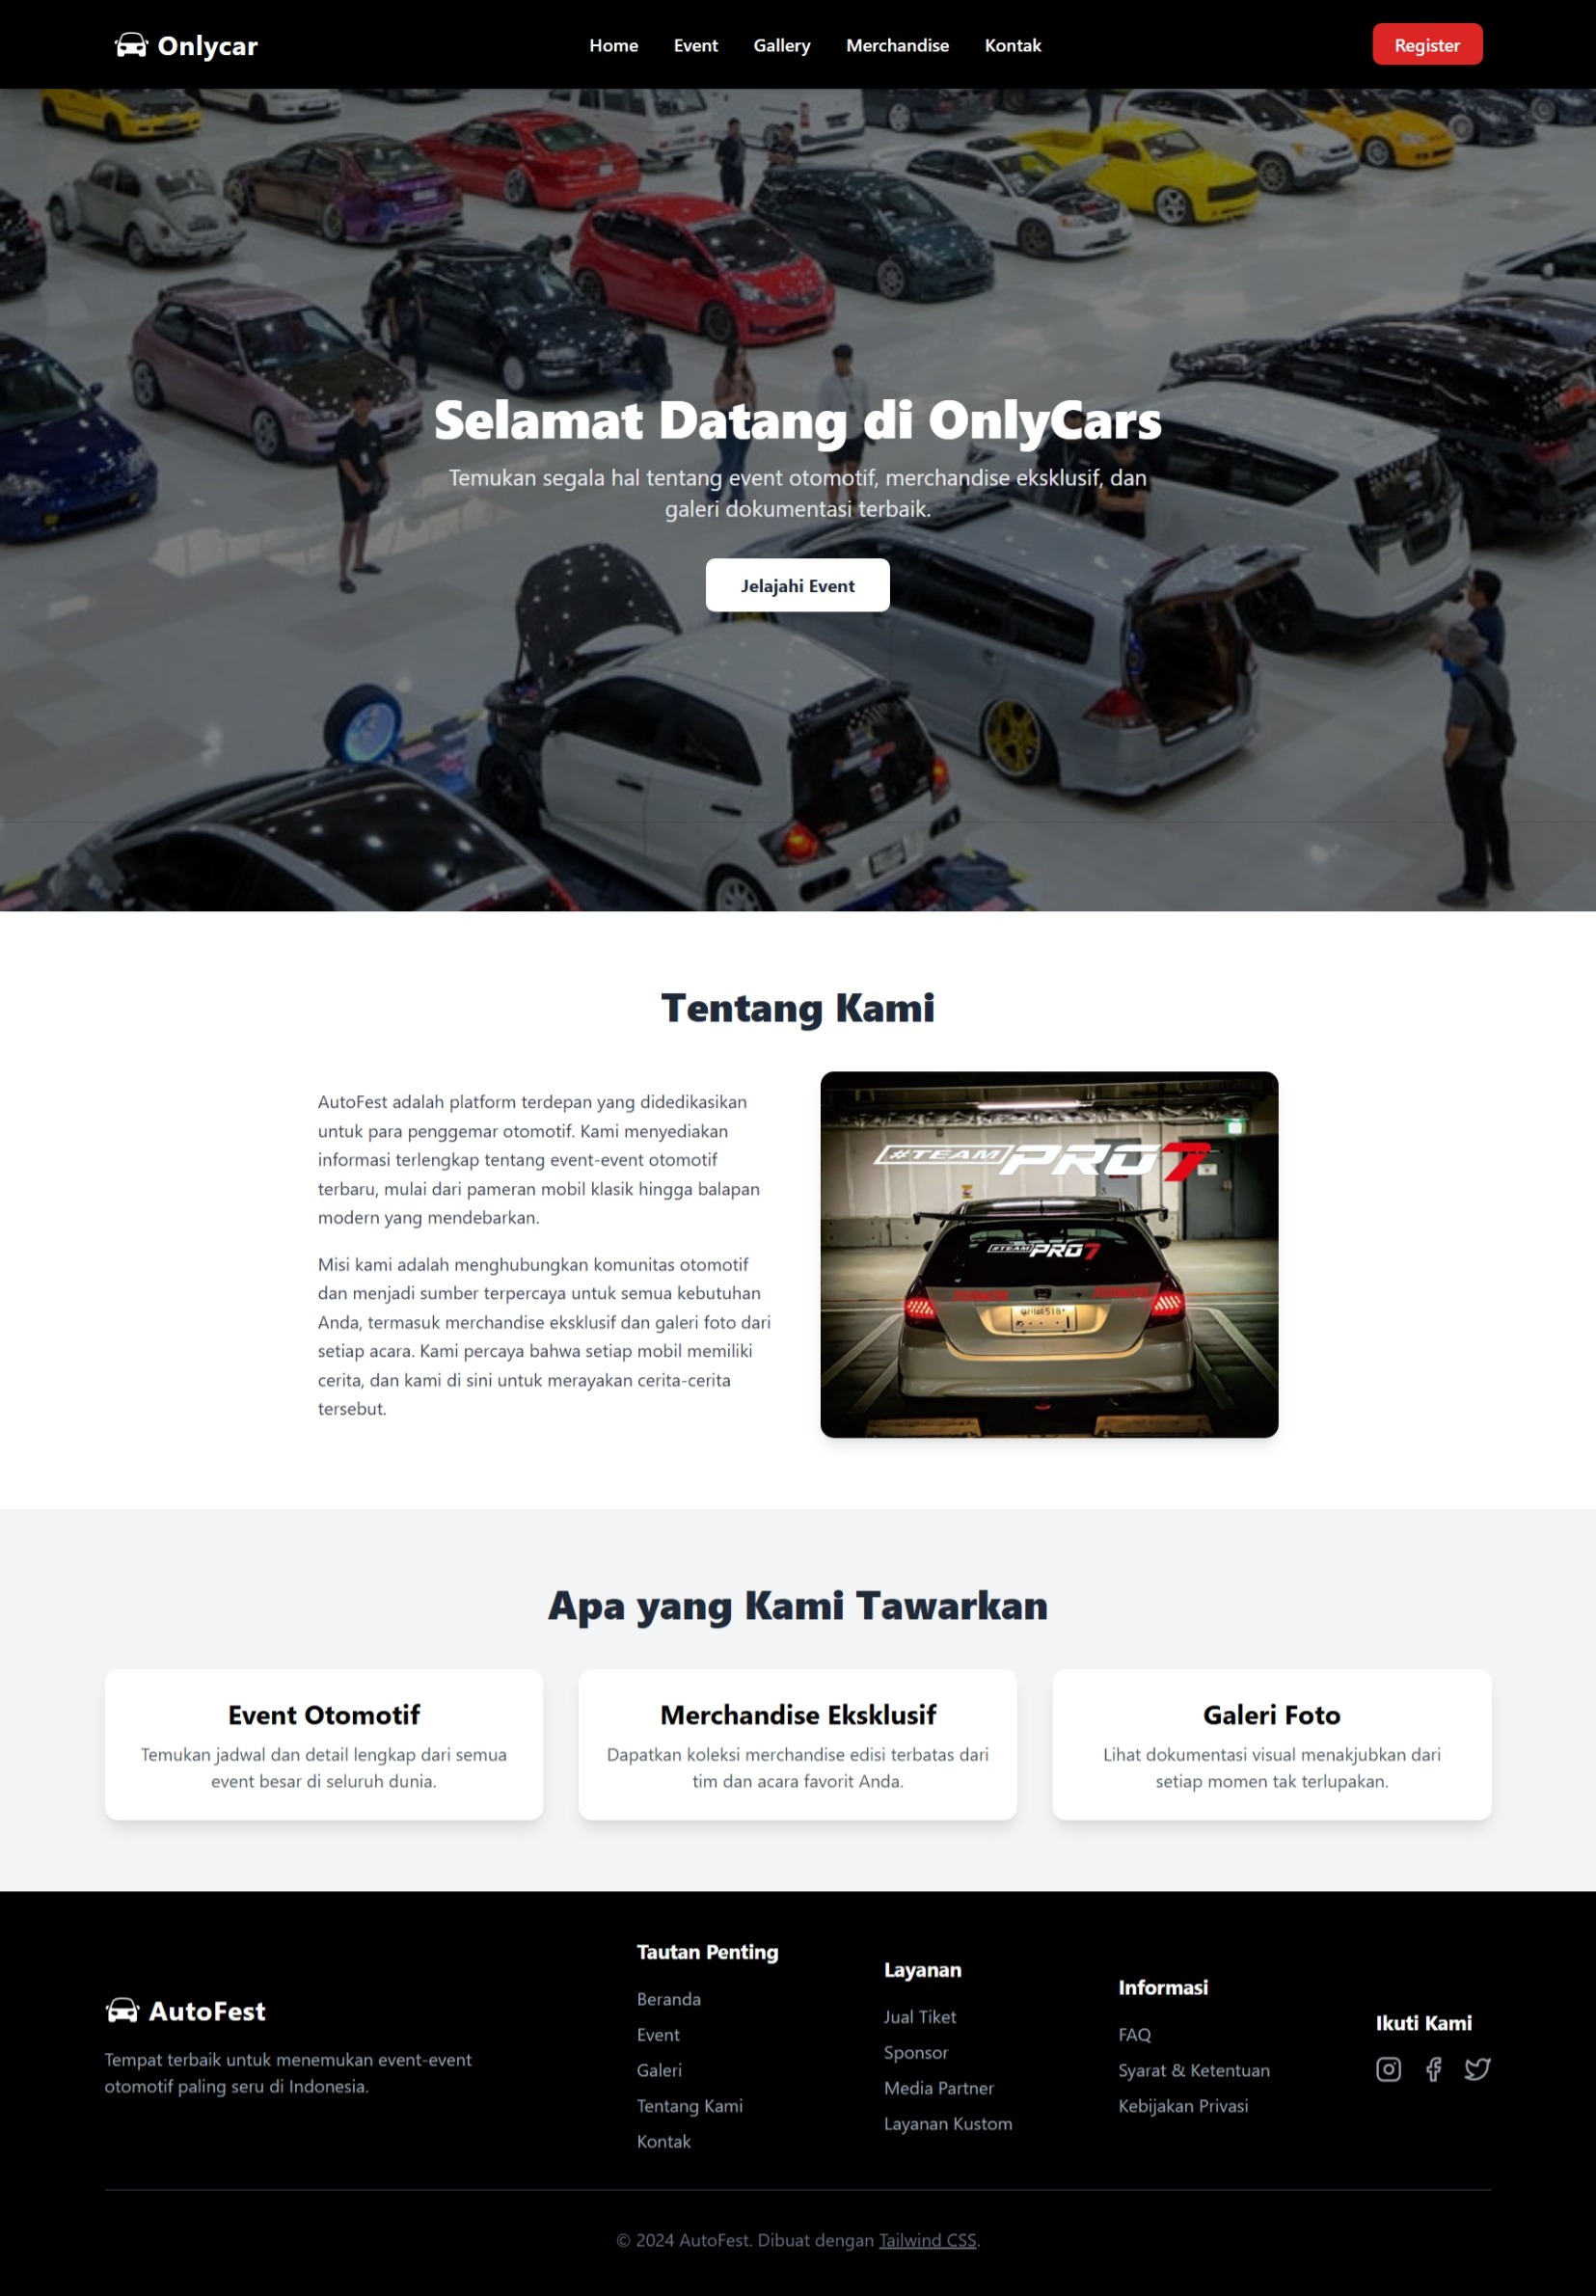 Onlycar
Home Event Gallery Merchandise Kontak
Register
Selamat Datang di OnlyCars
Temukan segala hal tentang event otomotif, merchandise eksklusif, dan
galeri dokumentasi terbaik.
Jelajahi Event
Tentang Kami
AutoFest adalah platform terdepan yang didedikasikan
untuk para penggemar otomotif. Kami menyediakan
informasi terlengkap tentang event-event otomotif
terbaru, mulai dari pameran mobil klasik hingga balapan
modern yang mendebarkan.
Misi kami adalah menghubungkan komunitas otomotif
dan menjadi sumber terpercaya untuk semua kebutuhan
Anda, termasuk merchandise eksklusif dan galeri foto dari
setiap acara. Kami percaya bahwa setiap mobil memiliki
cerita, dan kami di sini untuk merayakan cerita-cerita
tersebut.
#TEAM PRO7
#TEAM PRO7
Apa yang Kami Tawarkan
Event Otomotif
Temukan jadwal dan detail lengkap dari semua
event besar di seluruh dunia.
Merchandise Eksklusif
Dapatkan koleksi merchandise edisi terbatas dari
tim dan acara favorit Anda.
Galeri Foto
Lihat dokumentasi visual menakjubkan dari
setiap momen tak terlupakan.
AutoFest
Tempat terbaik untuk menemukan event-event
otomotif paling seru di Indonesia.
Tautan Penting
Beranda
Event
Galeri
Tentang Kami
Kontak
Layanan
Jual Tiket
Sponsor
Media Partner
Layanan Kustom
Informasi
FAQ
Syarat & Ketentuan
Kebijakan Privasi
Ikuti Kami
© 2024 AutoFest. Dibuat dengan Tailwind CSS.